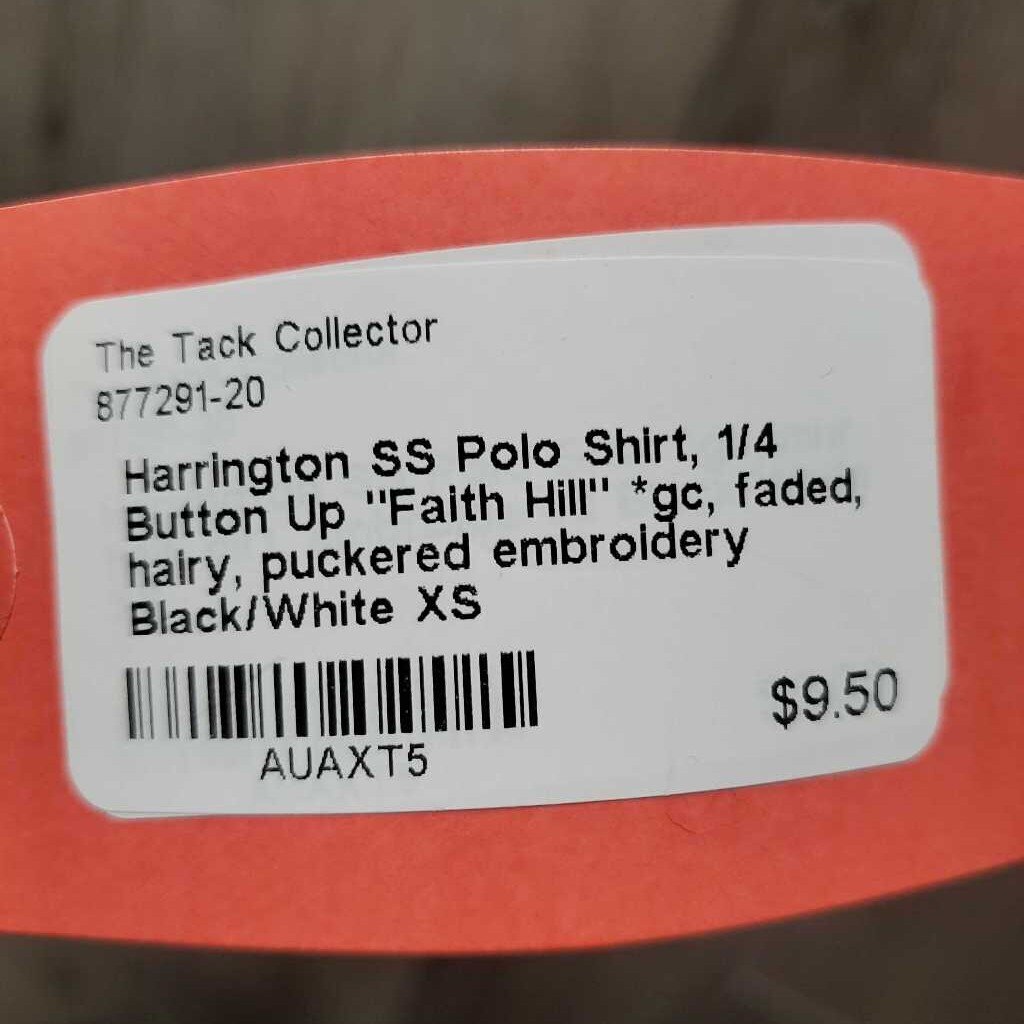 The Tack Collector
877291-20
Harrington SS Polo Shirt, 1/4
Button Up "Faith Hill" *gc, faded,
hairy, puckered embroidery
Black/White XS
AUAXT5
$9.50